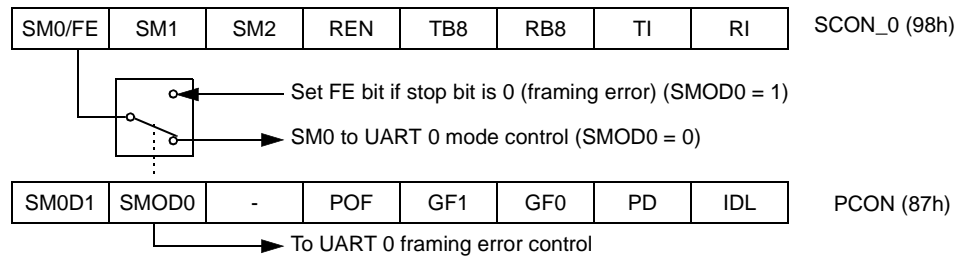 SM0/FE SM1 SM2 REN TB8 RB8 TI RI SCON_0 (98h)
Set FE bit if stop bit is 0 (framing error) (SMOD0 = 1)
SM0 to UART 0 mode control (SMOD0 = 0)
SM0D1 SMOD0 - POF GF1 GF0 PD IDL PCON (87h)
To UART 0 framing error control